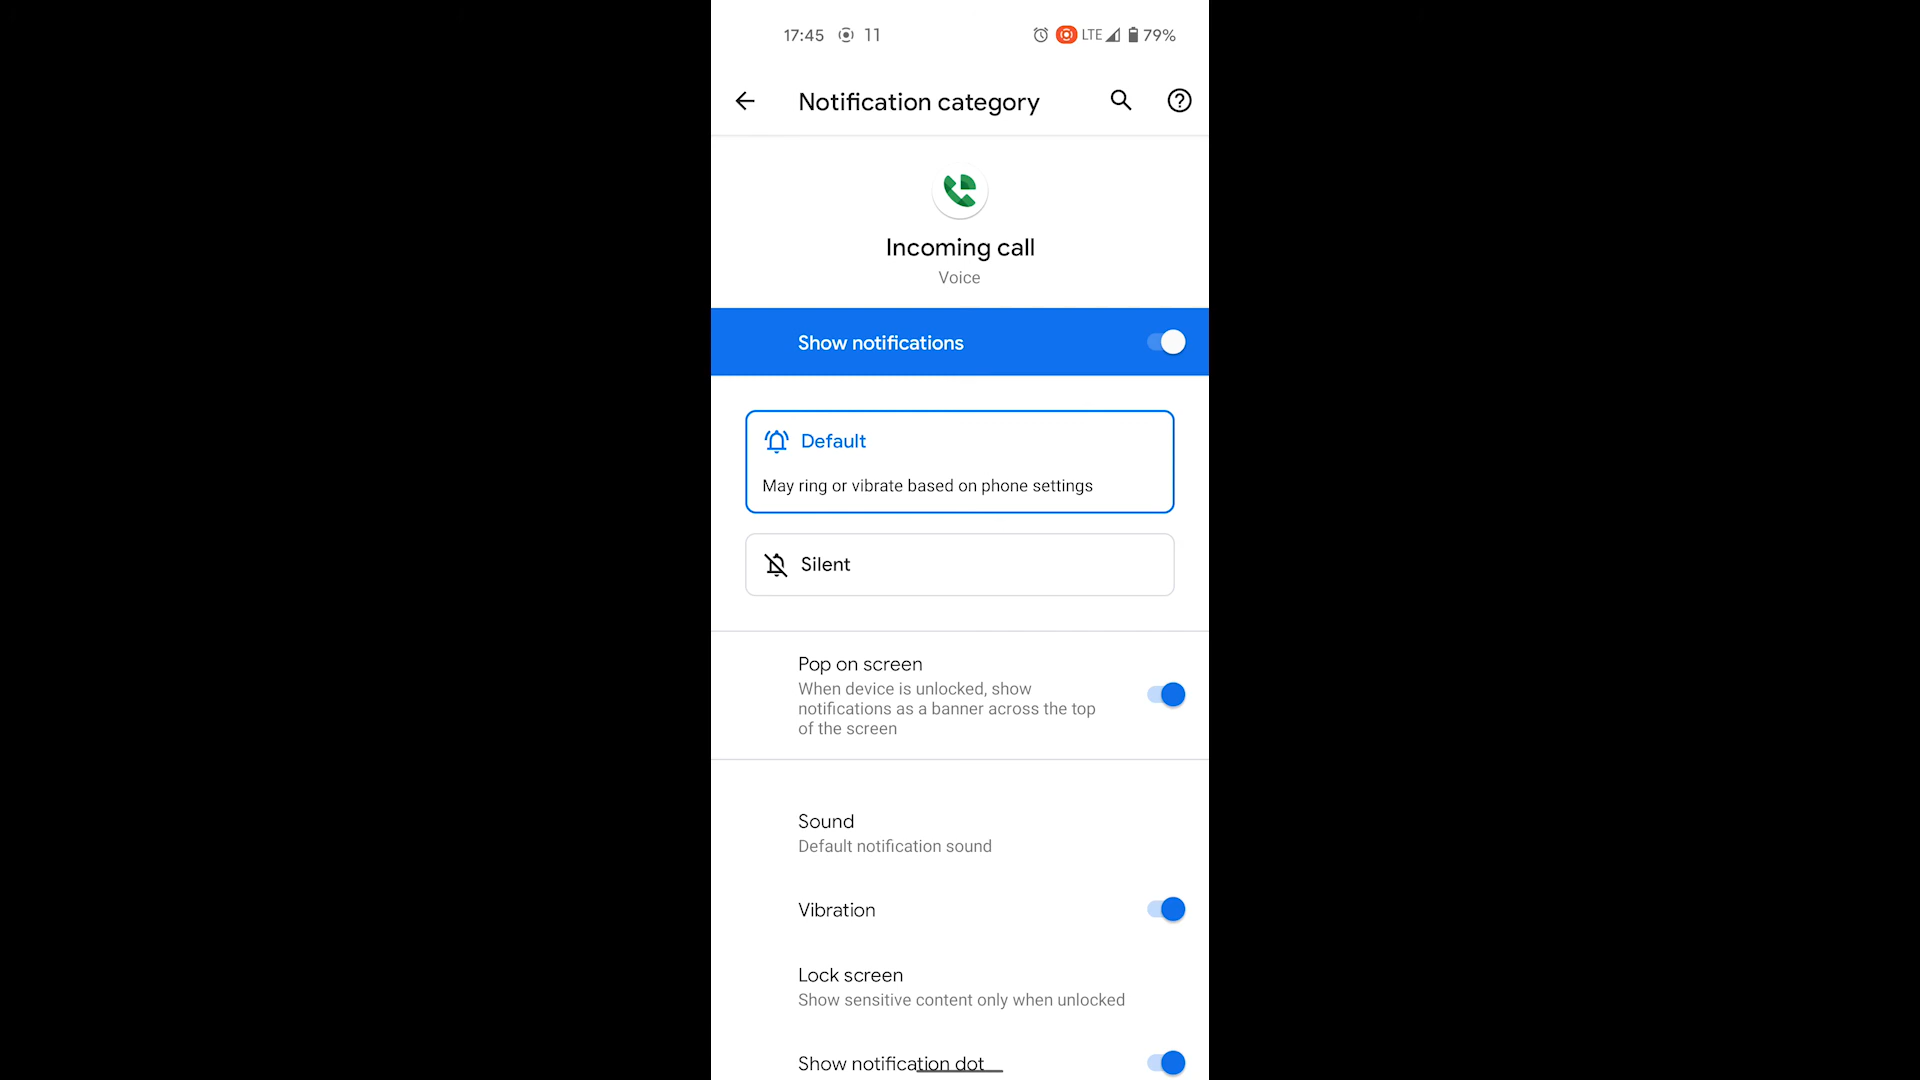 17:45 11 LTE 79%
Notification category
Incoming call
Voice
Show notifications
Default
May ring or vibrate based on phone settings
Silent
Pop on screen
When device is unlocked, show
notifications as a banner across the top
of the screen
Sound
Default notification sound
Vibration
Lock screen
Show sensitive content only when unlocked
Show notification dot